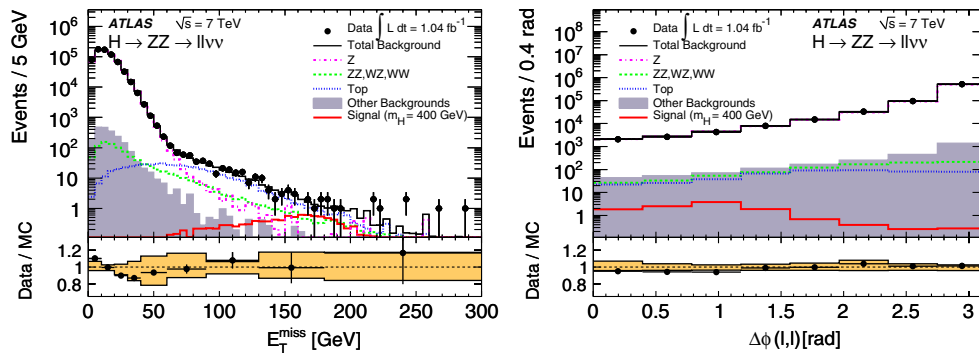 ATLAS √s = 7 TeV
H → ZZ → llνν
Data ∫ L dt = 1.04 fb⁻¹
Total Background
Z
ZZ,WZ,WW
Top
Other Backgrounds
Signal (m_H = 400 GeV)
Events / 5 GeV
10⁶
10⁵
10⁴
10³
10²
10
1
Data / MC
1.2
1
0.8
0 50 100 150 200 250 300
E_T^miss [GeV]
ATLAS √s = 7 TeV
H → ZZ → llνν
Data ∫ L dt = 1.04 fb⁻¹
Total Background
Z
ZZ,WZ,WW
Top
Other Backgrounds
Signal (m_H = 400 GeV)
Events / 0.4 rad
10⁹
10⁸
10⁷
10⁶
10⁵
10⁴
10³
10²
10
1
Data / MC
1.2
1
0.8
0 0.5 1 1.5 2 2.5 3
Δϕ (l,l) [rad]